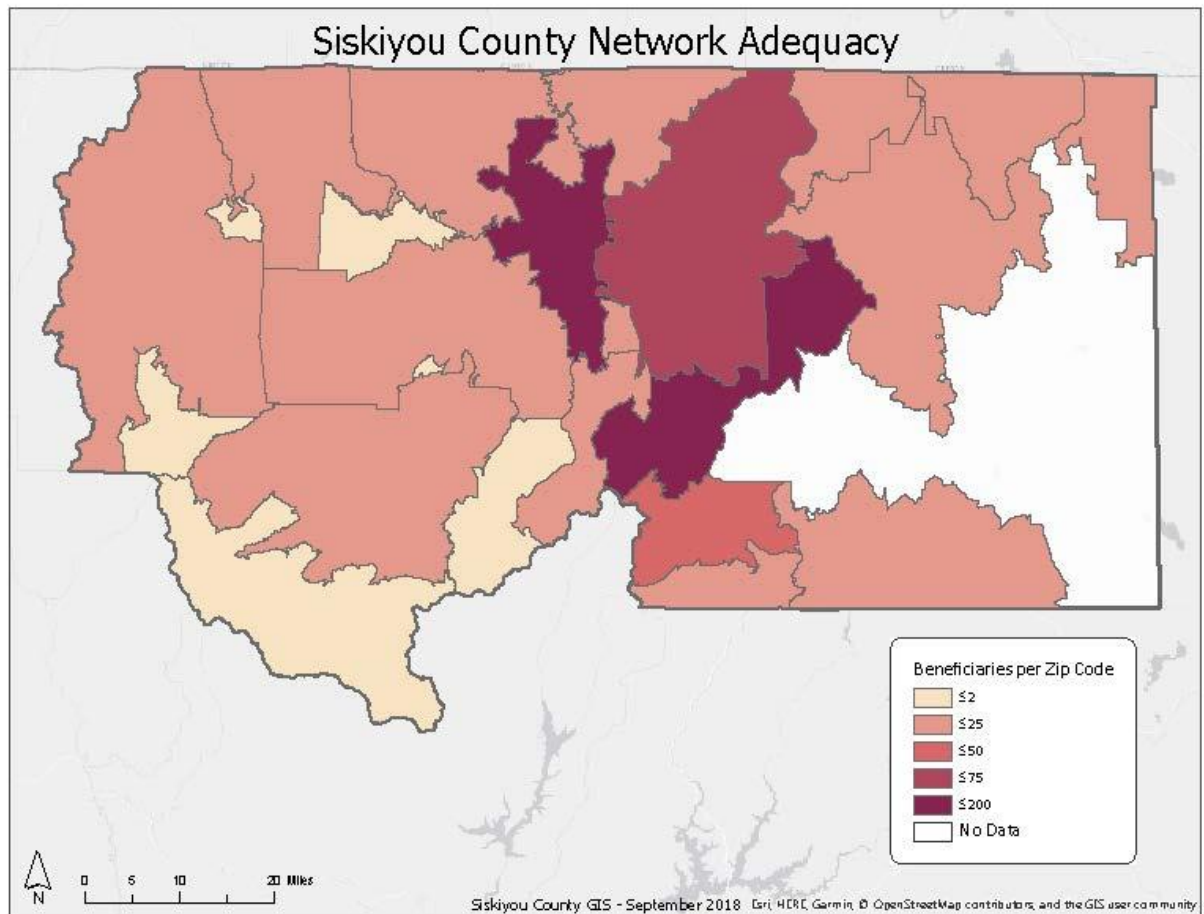 Siskiyou County Network Adequacy
Beneficiaries per Zip Code
≤2
≤25
≤50
≤75
≤200
No Data
N
0 5 10 20 Miles
Siskiyou County GIS - September 2018 Esri, HERE, Garmin, © OpenStreetMap contributors, and the GIS user community